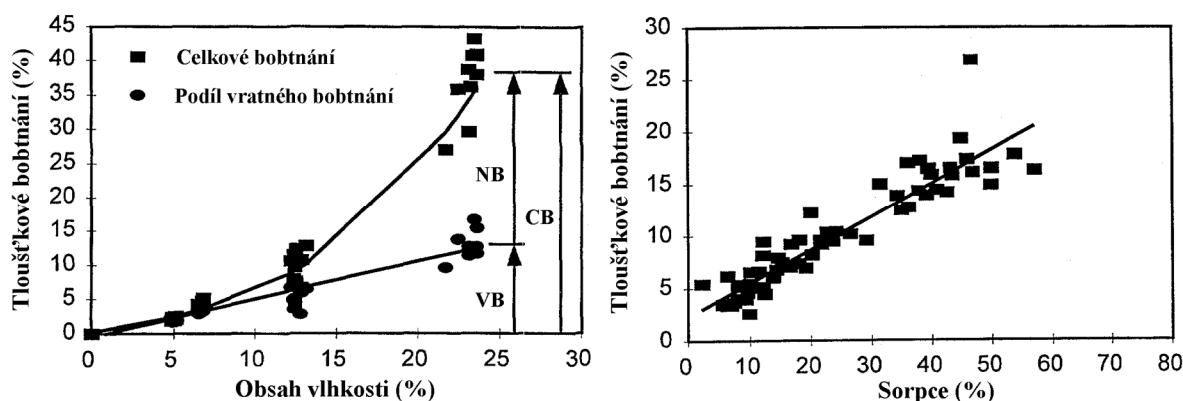 Tloušťkové bobtnání (%)
45
40
35
30
25
20
15
10
5
0
Celkové bobtnání
Podíl vratného bobtnání
NB
CB
VB
0 5 10 15 20 25 30
Obsah vlhkosti (%)
Tloušťkové bobtnání (%)
30
25
20
15
10
5
0
0 10 20 30 40 50 60 70 80
Sorpce (%)